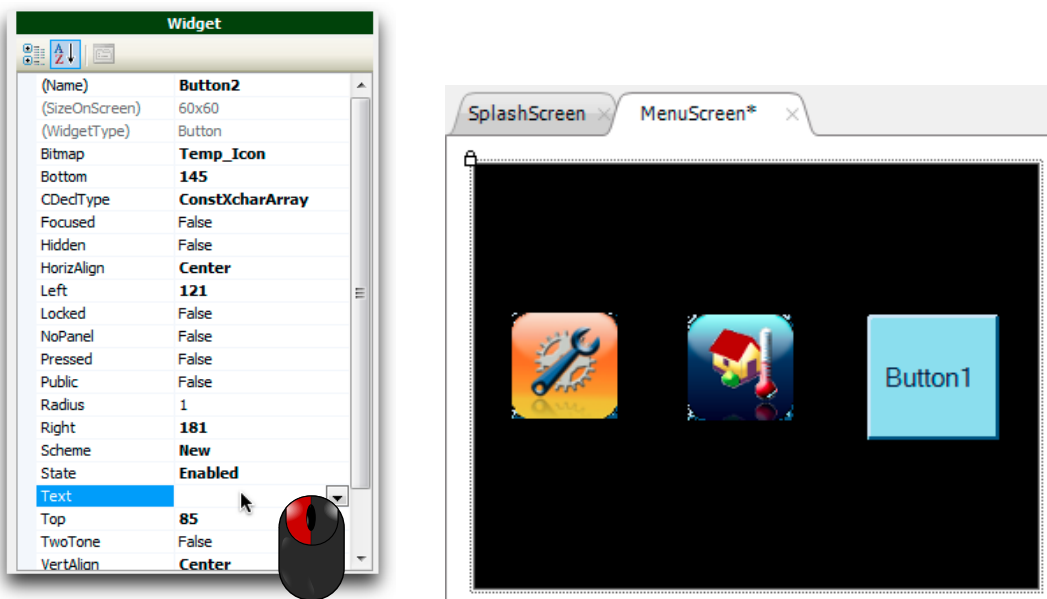 Widget
(Name) Button2
(SizeOnScreen) 60x60
(WidgetType) Button
Bitmap Temp_Icon
Bottom 145
CDeclType ConstXcharArray
Focused False
Hidden False
HorizAlign Center
Left 121
Locked False
NoPanel False
Pressed False
Public False
Radius 1
Right 181
Scheme New
State Enabled
Text
Top 85
TwoTone False
VertAlign Center
SplashScreen MenuScreen*
Button1